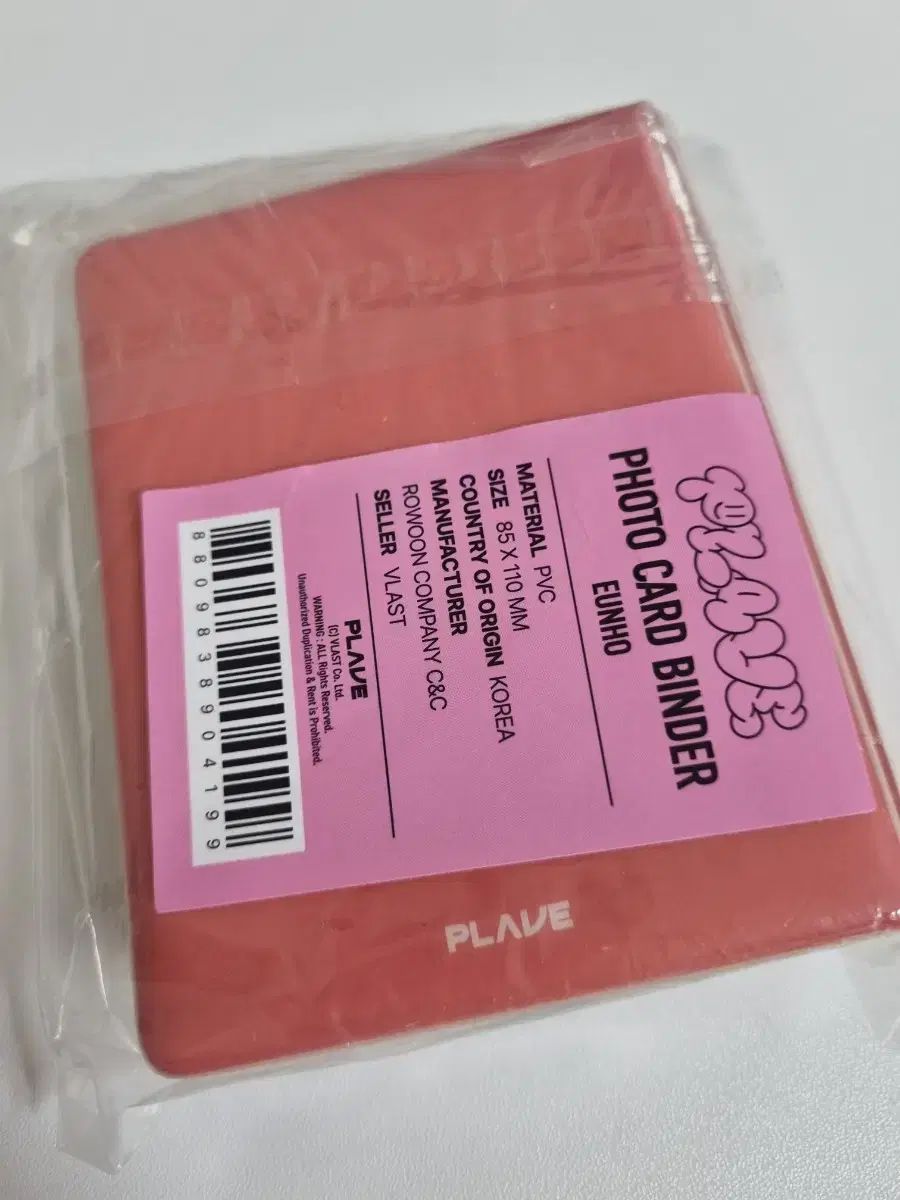 PLAVE
PHOTO CARD BINDER
EUNHO
MATERIAL PVC
SIZE 85 X 110 MM
COUNTRY OF ORIGIN KOREA
MANUFACTURER
ROWOON COMPANY C&C
SELLER VLAST
PLAVE
(C) VLAST Co. Ltd.
WARNING : ALL Rights Reserved.
Unauthorized Duplication & Rent is Prohibited.
8809838904199
PLAVE